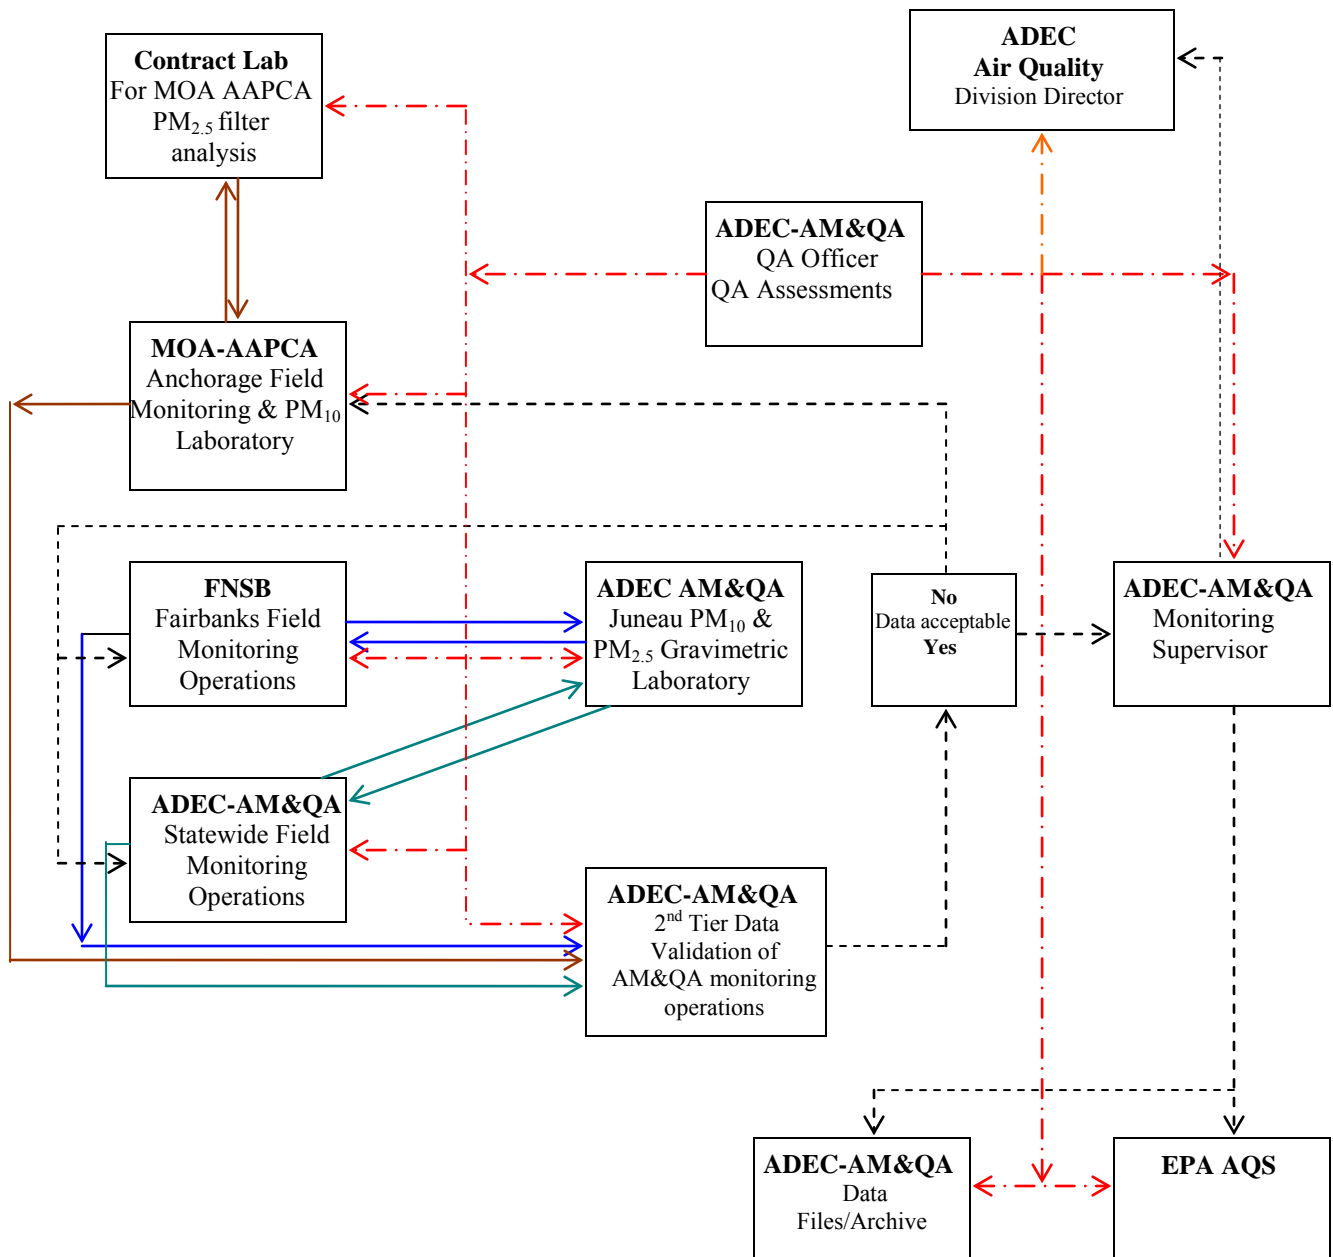 Contract Lab
For MOA AAPCA
PM2.5 filter
analysis
ADEC
Air Quality
Division Director
ADEC-AM&QA
QA Officer
QA Assessments
MOA-AAPCA
Anchorage Field
Monitoring & PM10
Laboratory
FNSB
Fairbanks Field
Monitoring
Operations
ADEC AM&QA
Juneau PM10 &
PM2.5 Gravimetric
Laboratory
No
Data acceptable
Yes
ADEC-AM&QA
Monitoring
Supervisor
ADEC-AM&QA
Statewide Field
Monitoring
Operations
ADEC-AM&QA
2nd Tier Data
Validation of
AM&QA monitoring
operations
ADEC-AM&QA
Data
Files/Archive
EPA AQS